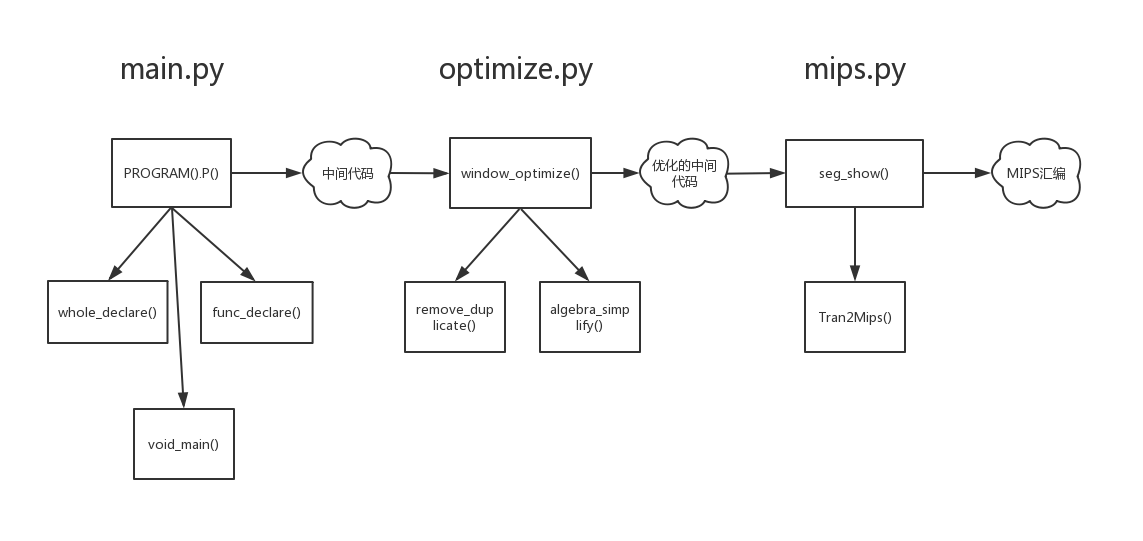 main.py
optimize.py
mips.py
PROGRAM().P()
中间代码
window_optimize()
优化的中间
代码
seg_show()
MIPS汇编
whole_declare()
func_declare()
remove_dup
licate()
algebra_simp
lify()
Tran2Mips()
void_main()